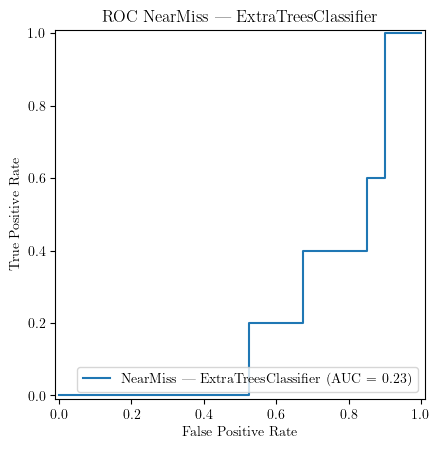 ROC NearMiss — ExtraTreesClassifier
1.0
0.8
0.6
0.4
0.2
0.0
True Positive Rate
NearMiss — ExtraTreesClassifier (AUC = 0.23)
0.0 0.2 0.4 0.6 0.8 1.0
False Positive Rate